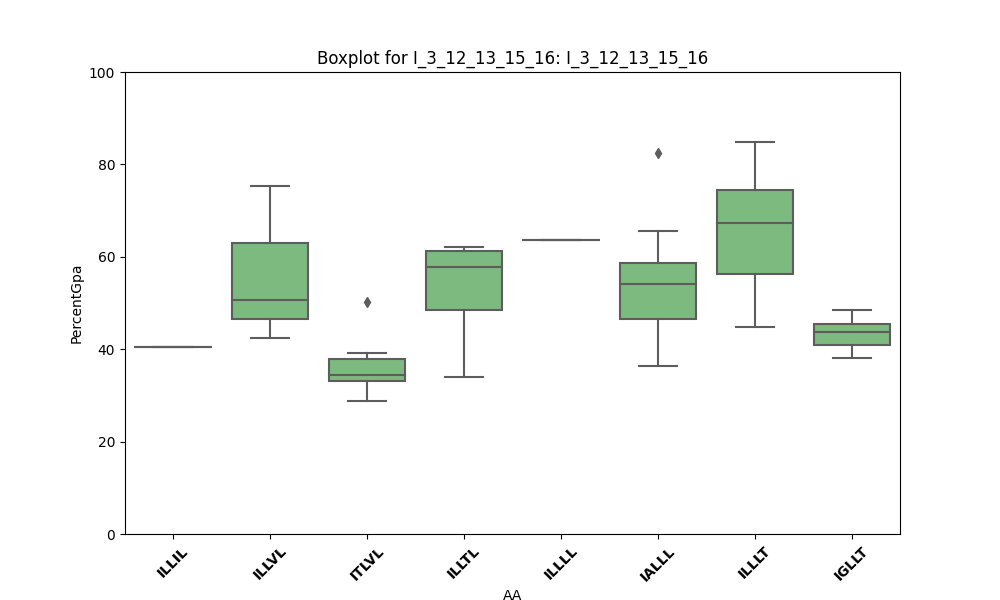 Boxplot for I_3_12_13_15_16: I_3_12_13_15_16
100
80
60
40
20
0
PercentGpa
ILLIL
ILLVL
ITLVL
ILLTL
ILLLL
IALLL
ILLLT
IGLLT
AA